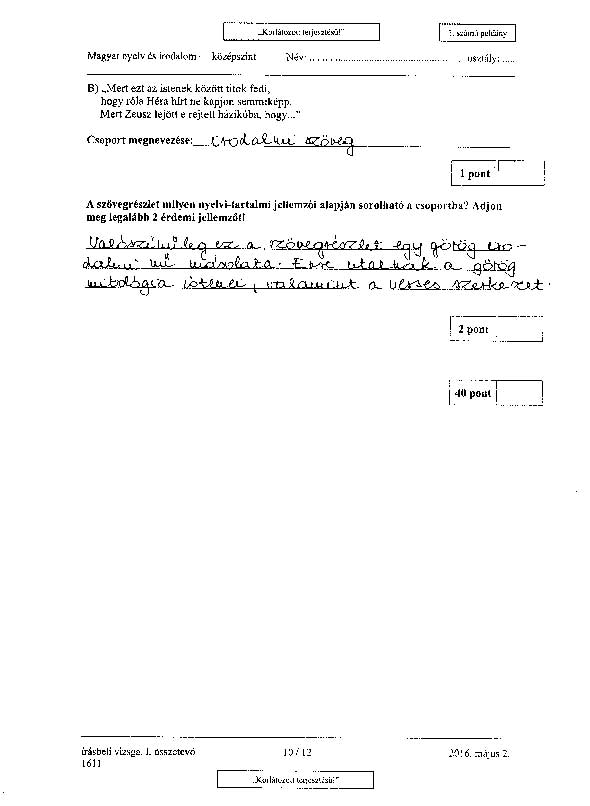 „Korlátozott terjesztésű!”
1. számú példány
Magyar nyelv és irodalom - középszint Név: ........................................................ osztály: ......
B) „Mert ezt az istenek között titok fedi,
hogy róla Héra hírt ne kapjon semmiképp.
Mert Zeusz lejött e rejtett házikóba, hogy...”
Csoport megnevezése: irodalmi szöveg
1 pont
A szövegrészlet milyen nyelvi-tartalmi jellemzői alapján sorolható a csoportba? Adjon
meg legalább 2 érdemi jellemzőt!
Valószínűleg ez a szövegrészlet egy görög iro-
dalmi mű másolata. Erre utalnak a görög
mitológia istenei, valamint a verses szerkezet.
2 pont
40 pont
írásbeli vizsga, I. összetevő 10 / 12 2016. május 2.
1611
„Korlátozott terjesztésű!”